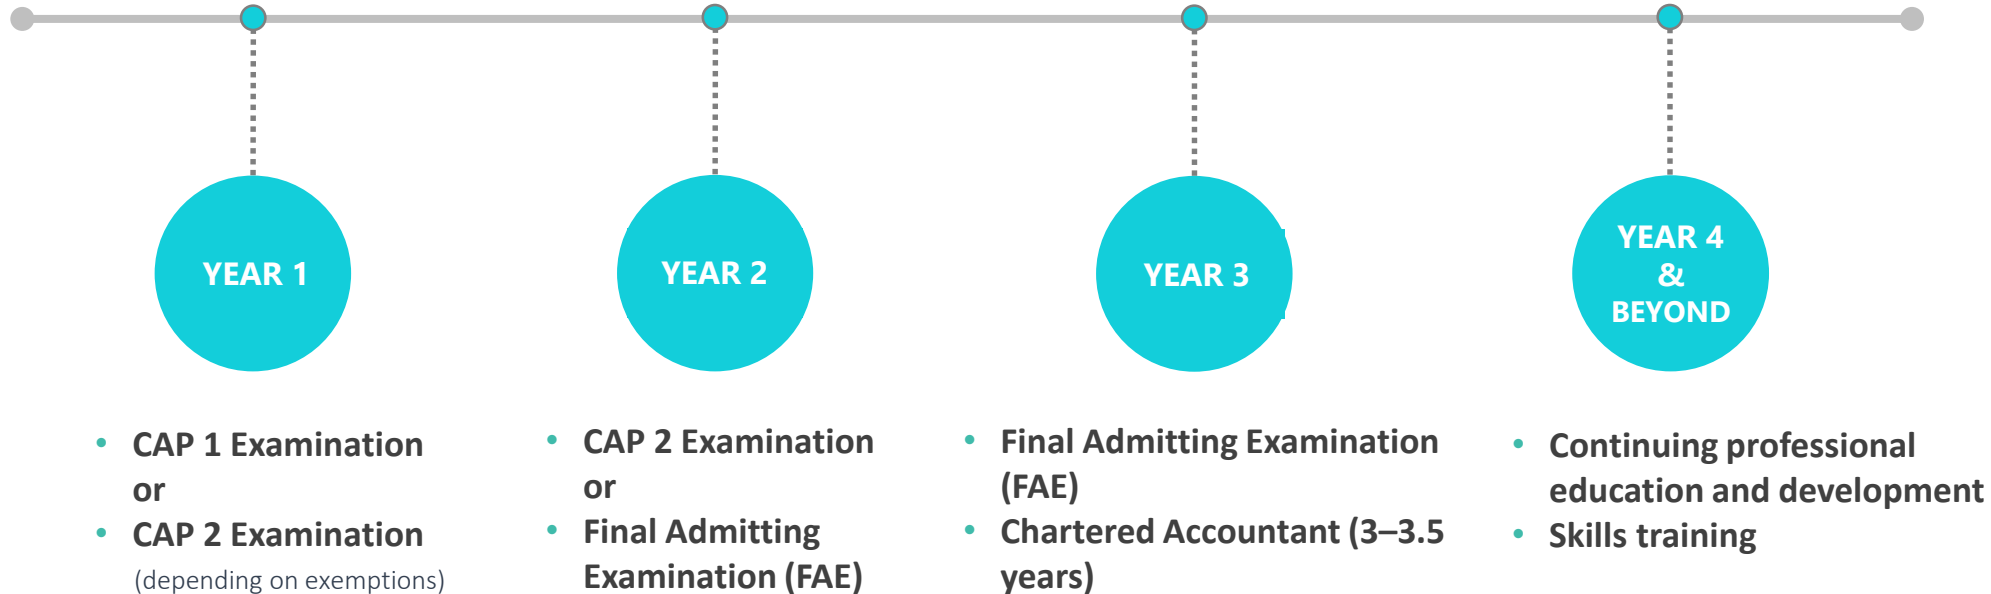 YEAR 1
YEAR 2
YEAR 3
YEAR 4
&
BEYOND
• CAP 1 Examination
or
• CAP 2 Examination
(depending on exemptions)
• CAP 2 Examination
or
• Final Admitting
Examination (FAE)
• Final Admitting Examination
(FAE)
• Chartered Accountant (3–3.5
years)
• Continuing professional
education and development
• Skills training